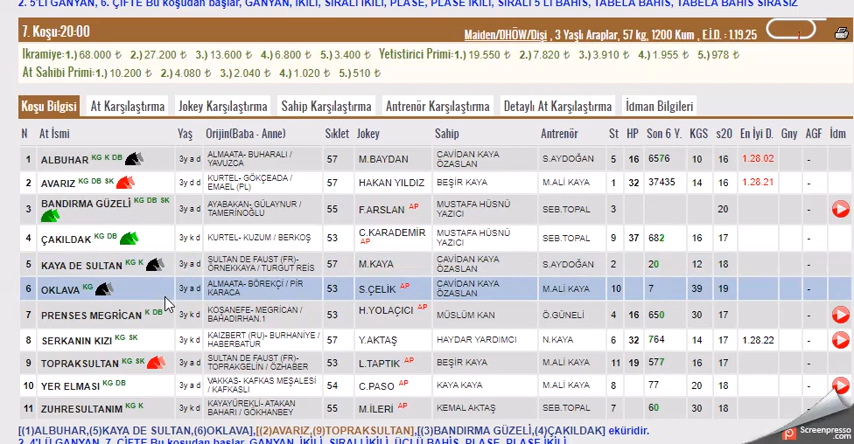 2. 5'Lİ GANYAN, 6. ÇİFTE Bu koşudan başlar, GANYAN, İKİLİ, SIRALI İKİLİ, PLASE, PLASE İKİLİ, SIRALI 5 Lİ BAHİS, TABELA BAHİS, TABELA BAHİS SIRASIZ
7. Koşu:20:00 Maiden/DHÖW/Dişi , 3 Yaşlı Araplar, 57 kg, 1200 Kum , E.İ.D. : 1.19.25
İkramiye: 1.) 68.000 ₺ 2.) 27.200 ₺ 3.) 13.600 ₺ 4.) 6.800 ₺ 5.) 3.400 ₺ Yetistirici Primi: 1.) 19.550 ₺ 2.) 7.820 ₺ 3.) 3.910 ₺ 4.) 1.955 ₺ 5.) 978 ₺
At Sahibi Primi: 1.) 10.200 ₺ 2.) 4.080 ₺ 3.) 2.040 ₺ 4.) 1.020 ₺ 5.) 510 ₺
Koşu Bilgisi At Karşılaştırma Jokey Karşılaştırma Sahip Karşılaştırma Antrenör Karşılaştırma Detaylı At Karşılaştırma İdman Bilgileri
N At İsmi Yaş Orijin(Baba - Anne) Sıklet Jokey Sahip Antrenör St HP Son 6 Y. KGS s20 En İyi D. Gny AGF İdm
1 ALBUHAR KG K DB 3y a d ALMAATA- BUHARALI / YAVUZCA 57 M.BAYDAN CAVİDAN KAYA ÖZASLAN S.AYDOĞAN 5 16 6576 10 16 1.28.02 -
2 AVARIZ KG DB SK 3y a d KURTEL- GÖKÇEADA / EMAEL (PL) 57 HAKAN YILDIZ BEŞİR KAYA M.ALİ KAYA 1 32 37435 14 16 1.28.21 -
3 BANDIRMA GÜZELİ KG DB SK 3y d d AYABAKAN- GÜLAYNUR / TAMERİNOĞLU 55 F.ARSLAN AP MUSTAFA HÜSNÜ YAZICI SEB.TOPAL 3 20 -
4 ÇAKILDAK KG DB 3y k d KURTEL- KUZUM / BERKOŞ 53 C.KARADEMİR AP MUSTAFA HÜSNÜ YAZICI SEB.TOPAL 9 37 682 16 17 -
5 KAYA DE SULTAN KG K 3y a d SULTAN DE FAUST (FR)- ÖRNEKKAYA / TURGUT REİS 57 M.KAYA CAVİDAN KAYA ÖZASLAN S.AYDOĞAN 2 20 12 18 -
6 OKLAVA KG 3y a d ALMAATA- BÖREKÇİ / PİR KARACA 53 S.ÇELİK AP CAVİDAN KAYA ÖZASLAN M.ALİ KAYA 10 7 39 19 -
7 PRENSES MEGRİCAN K DB 3y k d KOŞANEFE- MEGRİCAN / BAHADIRHAN.1 53 H.YOLAÇICI AP MÜSLÜM KAN Ö.GÜNELİ 4 16 650 30 17 -
8 SERKANIN KIZI KG SK 3y k d KAIZBERT (RU)- BURHANİYE / HABERBATUR 57 Y.AKTAŞ HAYDAR YARDIMCI N.KAYA 6 32 764 14 17 1.28.22 -
9 TOPRAKSULTAN KG SK 3y a d SULTAN DE FAUST (FR)- TOPRAKGELİN / ÖZHABER 53 L.TAPTIK AP BEŞİR KAYA M.ALİ KAYA 11 19 577 16 17 -
10 YER ELMASI KG DB 3y a d VAKKAS- KAFKAS MEŞALESİ / KAFKASLI 54 C.PASO AP KAYA KAYA M.ALİ KAYA 8 77 20 18 -
11 ZUHRESULTANIM KG K 3y k d KAYAYÜREKLİ- ATAKAN BAHARI / GÖKHANBEY 55 M.İLERİ AP KEMAL AKTAŞ SEB.TOPAL 7 60 30 18 -
[(1)ALBUHAR,(5)KAYA DE SULTAN,(6)OKLAVA],[(2)AVARIZ,(9)TOPRAKSULTAN],[(3)BANDIRMA GÜZELİ,(4)ÇAKILDAK] eküridir.
2. 4'LÜ GANYAN, 7. ÇİFTE Bu koşudan başlar, GANYAN, İKİLİ, SIRALI İKİLİ, ÜÇLÜ BAHİS, PLASE, PLASE İKİLİ
Screenpresso